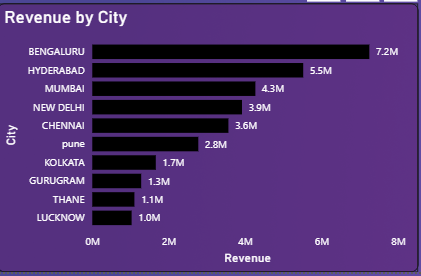 Revenue by City
BENGALURU 7.2M
HYDERABAD 5.5M
MUMBAI 4.3M
NEW DELHI 3.9M
CHENNAI 3.6M
pune 2.8M
KOLKATA 1.7M
GURUGRAM 1.3M
THANE 1.1M
LUCKNOW 1.0M
City
0M 2M 4M 6M 8M
Revenue